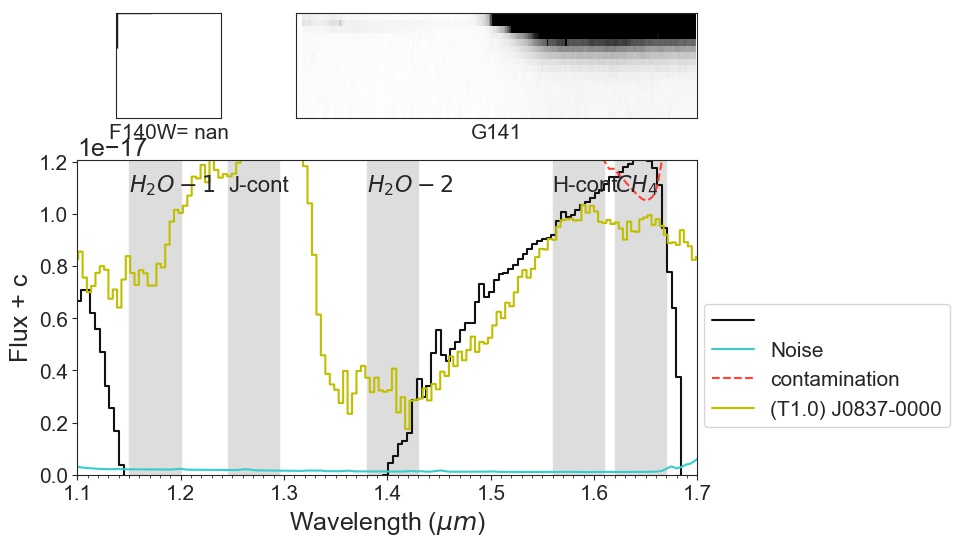 F140W= nan
G141
1e−17
H₂O − 1
J-cont
H₂O − 2
H-cont
CH₄
1.2
1.0
0.8
0.6
0.4
0.2
0.0
Flux + c
1.1
1.2
1.3
1.4
1.5
1.6
1.7
Wavelength (μm)
Noise
contamination
(T1.0) J0837-0000